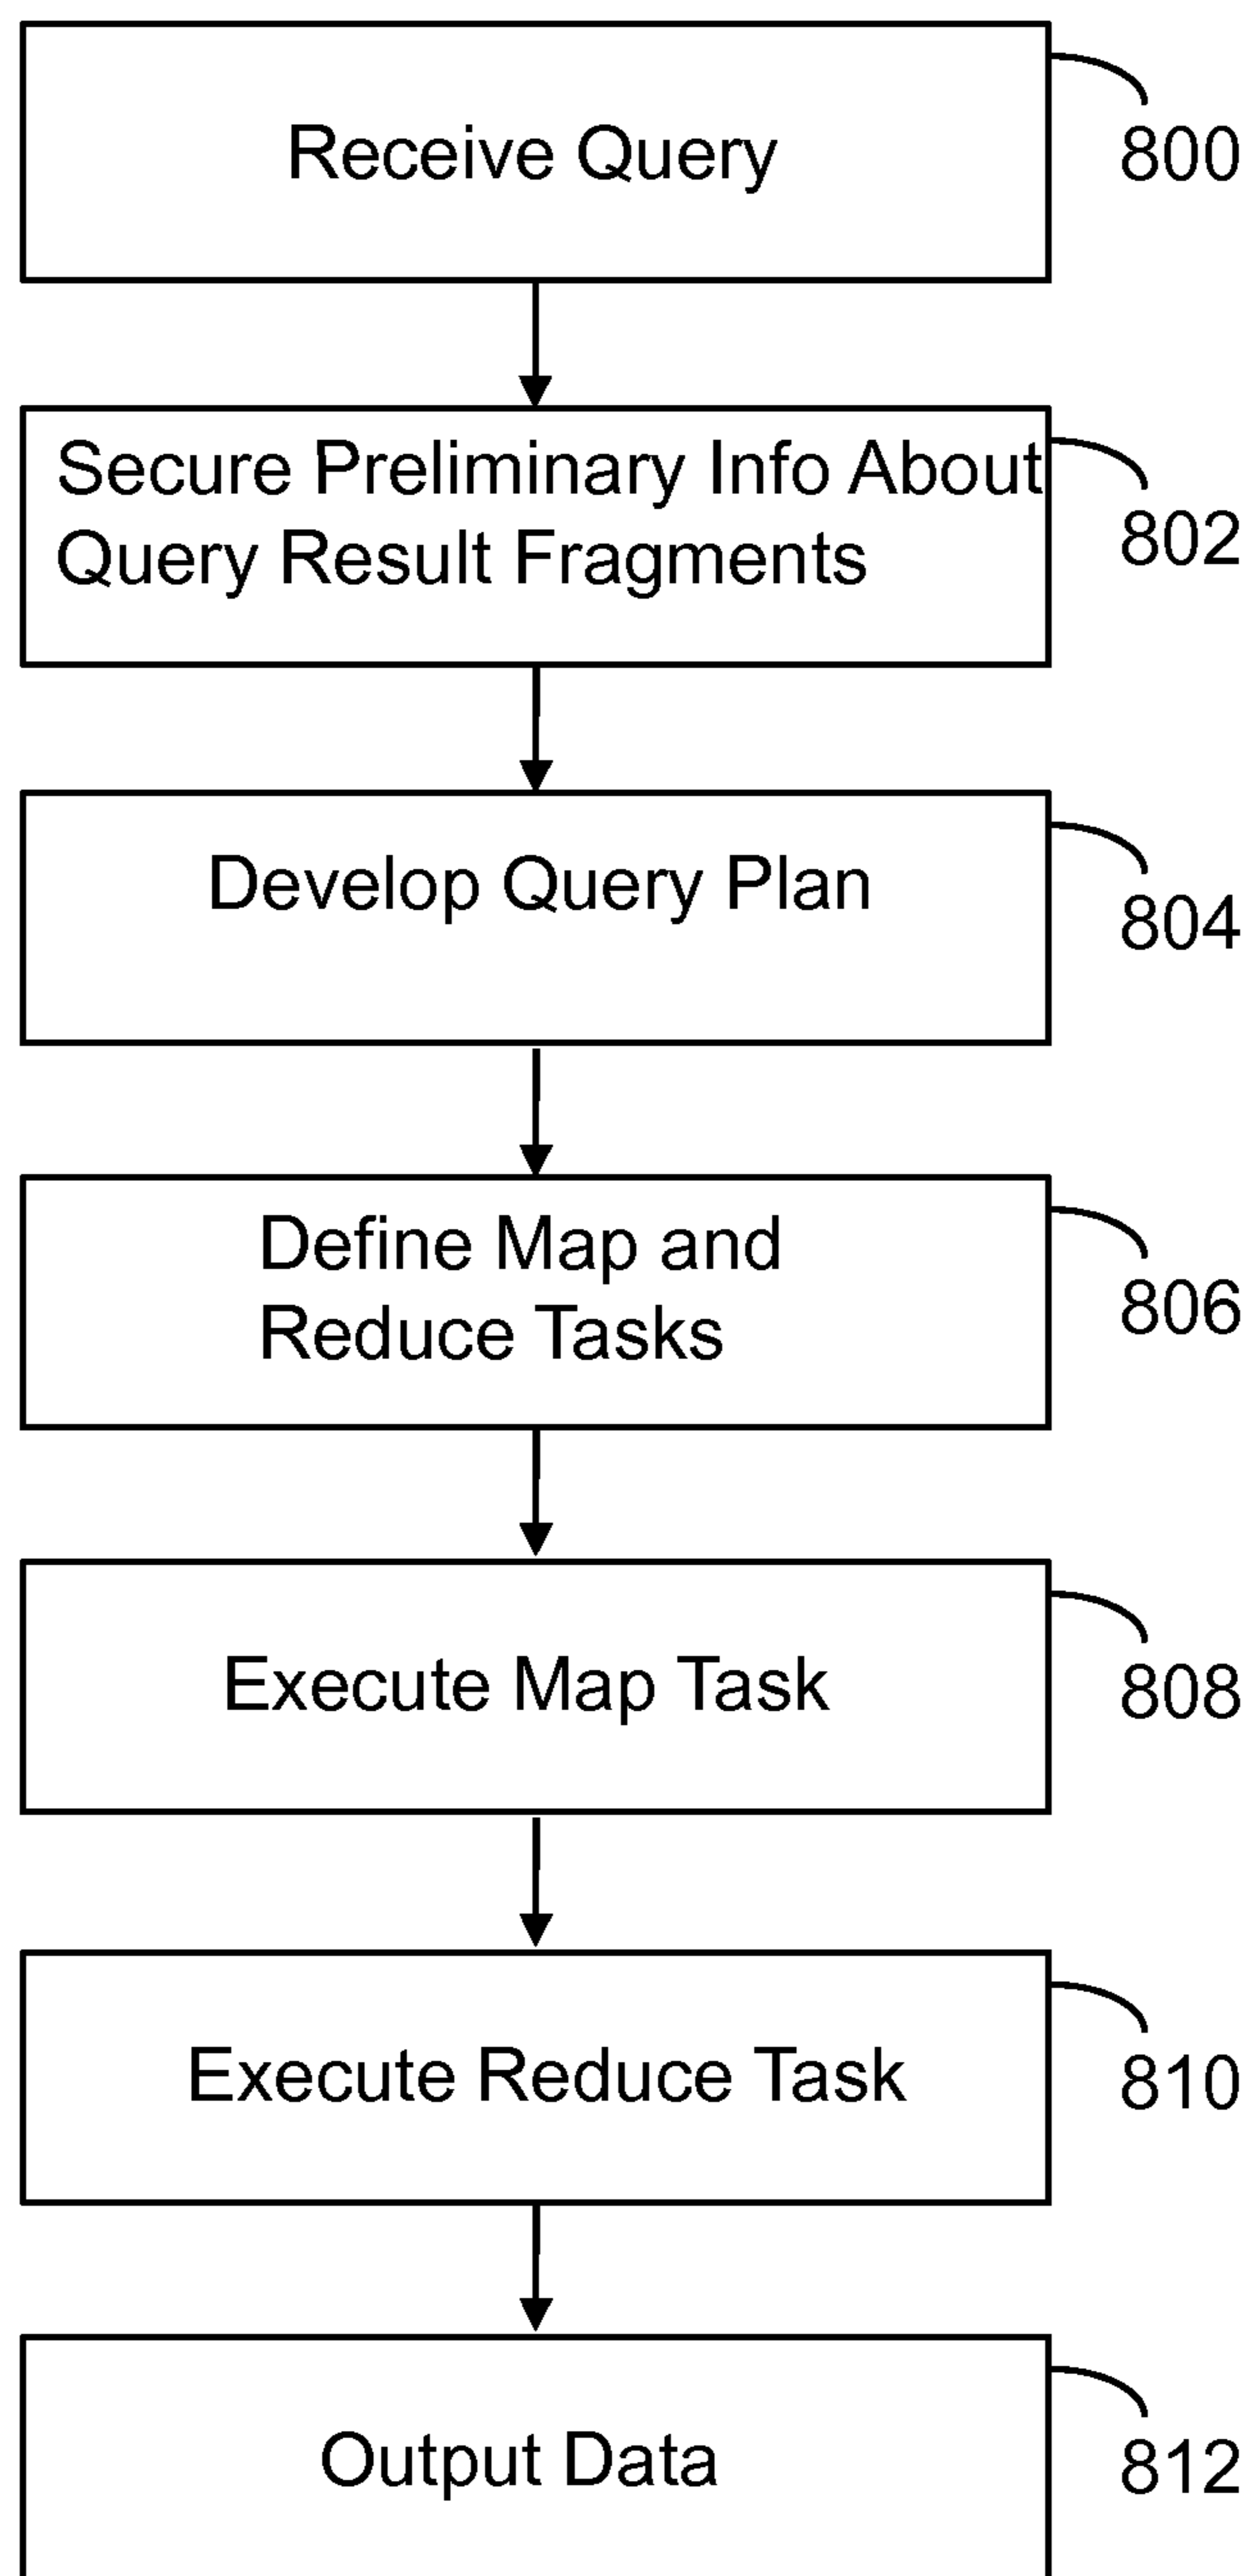 Receive Query
800
Secure Preliminary Info About
Query Result Fragments
802
Develop Query Plan
804
Define Map and
Reduce Tasks
806
Execute Map Task
808
Execute Reduce Task
810
Output Data
812